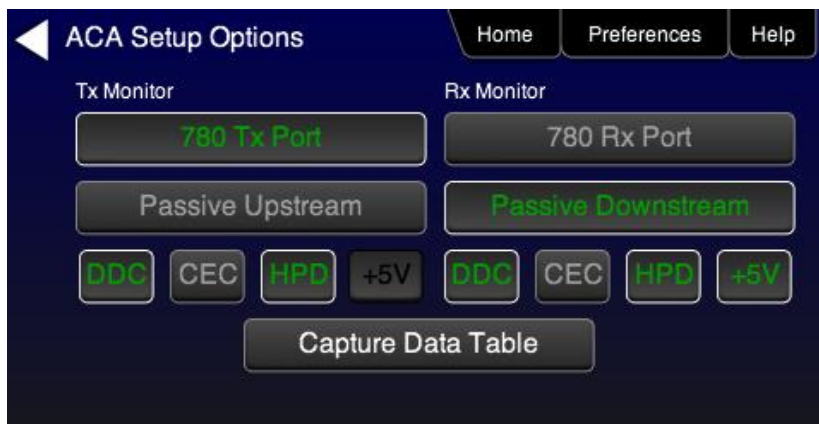 ACA Setup Options
Home
Preferences
Help
Tx Monitor
Rx Monitor
780 Tx Port
780 Rx Port
Passive Upstream
Passive Downstream
DDC
CEC
HPD
+5V
DDC
CEC
HPD
+5V
Capture Data Table